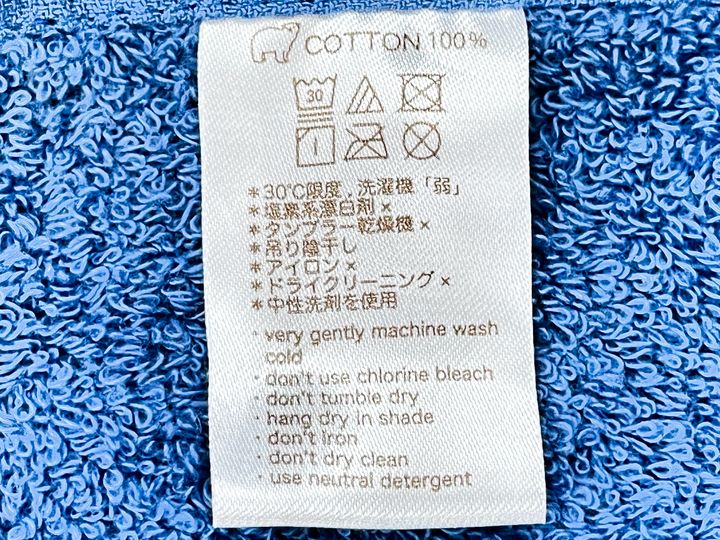 COTTON 100%
30
*30℃限度、洗濯機「弱」
*塩素系漂白剤×
*タンブラー乾燥機×
*吊り陰干し
*アイロン×
*ドライクリーニング×
*中性洗剤を使用
・very gently machine wash
cold
・don't use chlorine bleach
・don't tumble dry
・hang dry in shade
・don't iron
・don't dry clean
・use neutral detergent